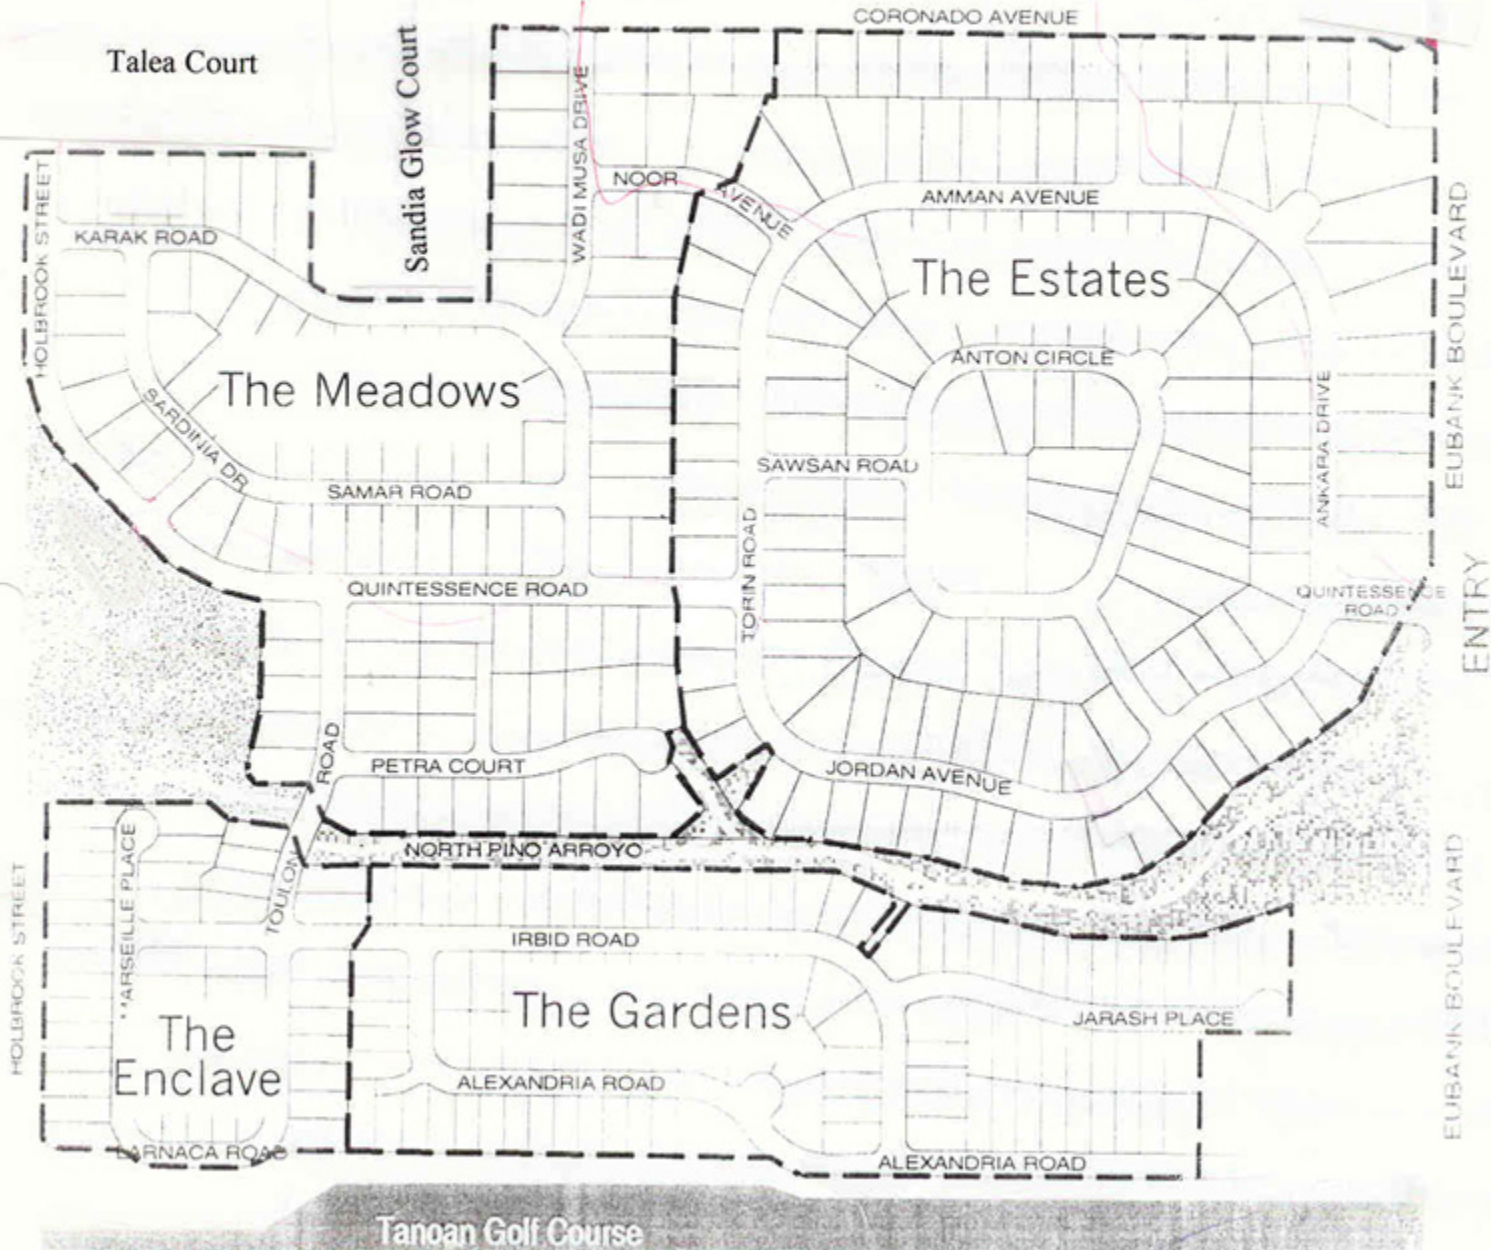 CORONADO AVENUE
Talea Court
Sandia Glow Court
WADI MUSA DRIVE
HOLBROOK STREET
KARAK ROAD
NOOR
AVENUE
AMMAN AVENUE
EUBANK BOULEVARD
The Estates
ANTON CIRCLE
The Meadows
SARDINIA DR
SAMAR ROAD
SAWSAN ROAD
ANKARA DRIVE
TORIN ROAD
QUINTESSENCE ROAD
QUINTESSENCE
ROAD
ENTRY
ROAD
PETRA COURT
JORDAN AVENUE
NORTH PINO ARROYO
MARSEILLE PLACE
TOULON
HOLBROOK STREET
IRBID ROAD
EUBANK BOULEVARD
The Gardens
JARASH PLACE
The
Enclave
ALEXANDRIA ROAD
LARNACA ROAD
ALEXANDRIA ROAD
Tanoan Golf Course